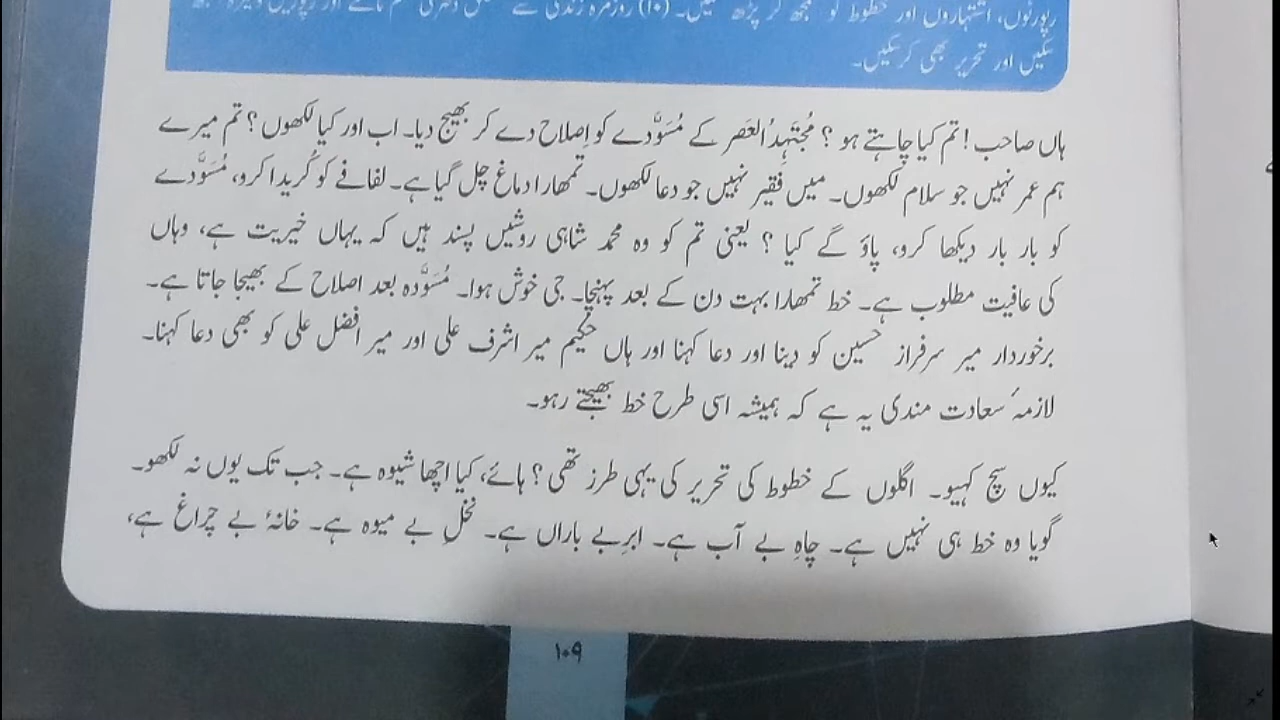 رپورٹوں، اشتہاروں اور خطوط کو سمجھ کر پڑھ سکیں۔ (۱۰) روزمرہ زندگی سے
سکیں اور تحریر بھی کر سکیں۔
ہاں صاحب! تم کیا چاہتے ہو؟ مُجتَہِدُ العَصر کے مُسَوَّدے کو اِصلاح دے کر بھیج دیا۔ اب اور کیا لکھوں؟ تم میرے
ہم عمر نہیں جو سلام لکھوں۔ میں فقیر نہیں جو دعا لکھوں۔ تمھارا دماغ چل گیا ہے۔ لفافے کو کُریدا کرو، مُسَوَّدے
کو بار بار دیکھا کرو، پاؤ گے کیا؟ یعنی تم کو وہ محمد شاہی روشیں پسند ہیں کہ یہاں خیریت ہے، وہاں
کی عافیت مطلوب ہے۔ خط تمھارا بہت دن کے بعد پہنچا۔ جی خوش ہوا۔ مُسَوَّدہ بعد اصلاح کے بھیجا جاتا ہے۔
برخوردار میر سرفراز حسین کو دینا اور دعا کہنا اور ہاں حکیم میر اشرف علی اور میر افضل علی کو بھی دعا کہنا۔
لازمۂ سعادت مندی یہ ہے کہ ہمیشہ اسی طرح خط بھیجتے رہو۔
کیوں سچ کہیو۔ اگلوں کے خطوط کی تحریر کی یہی طرز تھی؟ ہائے، کیا اچھا شیوہ ہے۔ جب تک یوں نہ لکھو۔
گویا وہ خط ہی نہیں ہے۔ چاہِ بے آب ہے۔ ابرِ بے باراں ہے۔ نخلِ بے میوہ ہے۔ خانۂ بے چراغ ہے،
۱۰۹